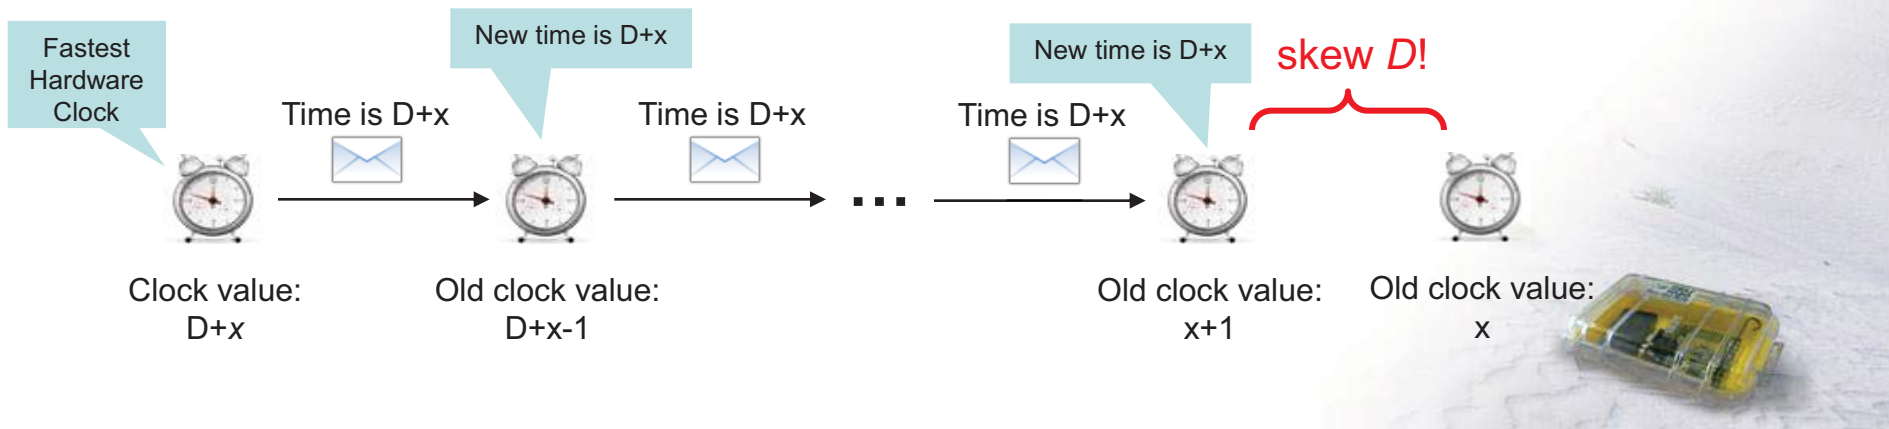 Fastest
Hardware
Clock
New time is D+x
New time is D+x
skew D!
Time is D+x
Time is D+x
Time is D+x
...
Clock value:
D+x
Old clock value:
D+x-1
Old clock value:
x+1
Old clock value:
x